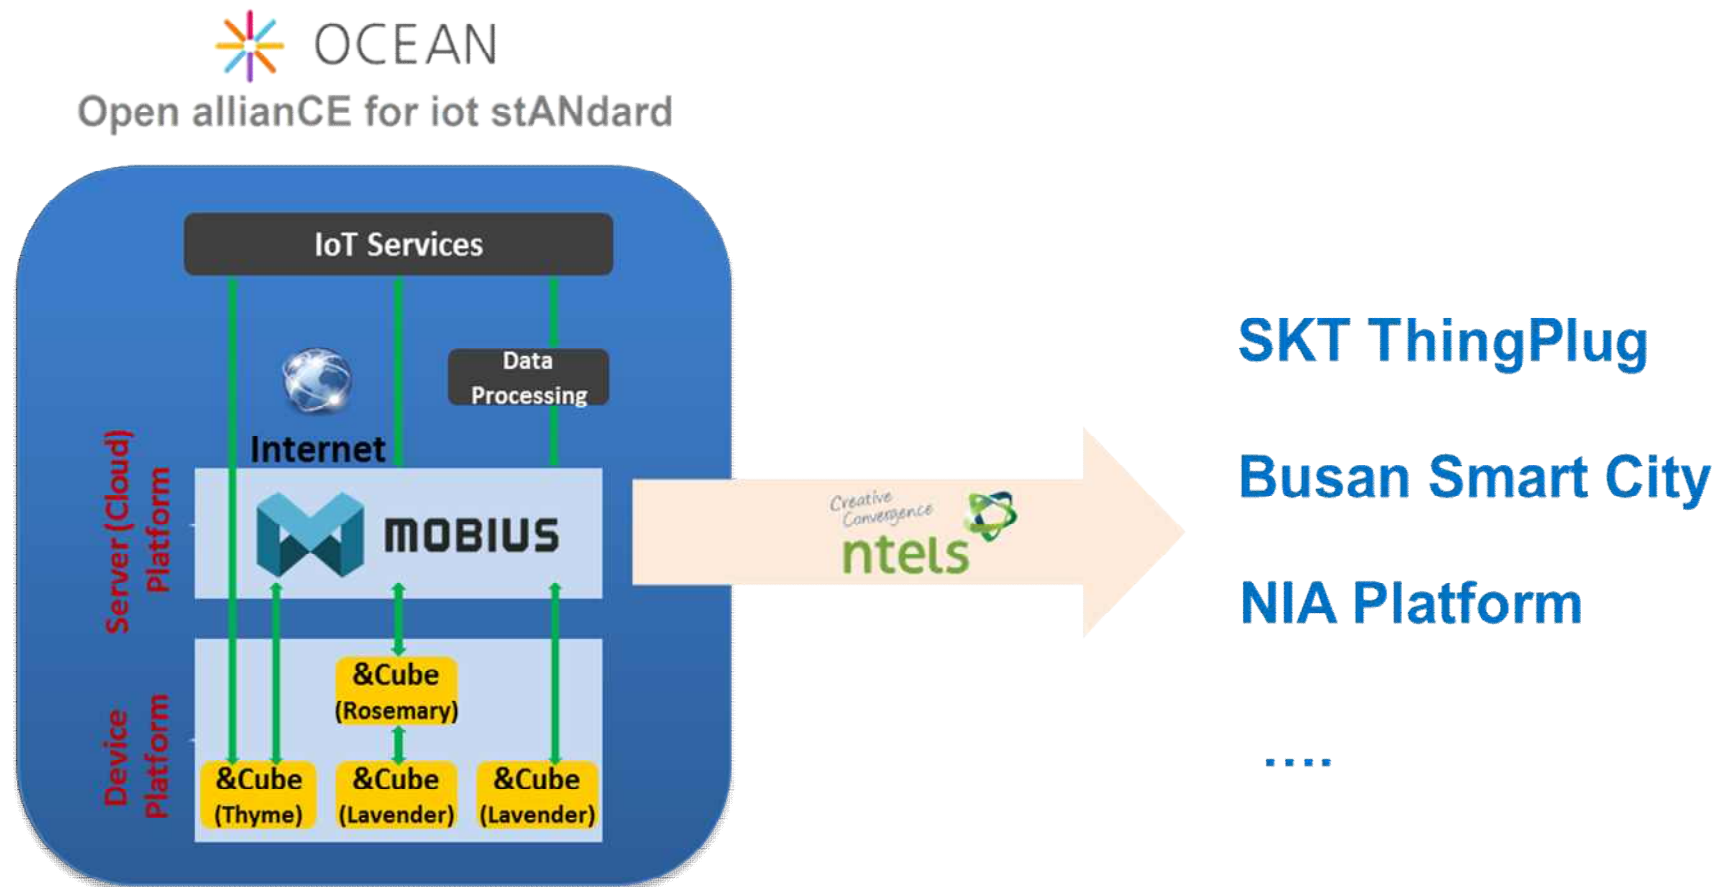 OCEAN
Open allianCE for iot stANdard
IoT Services
Data
Processing
Internet
Server(Cloud)
Platform
MOBIUS
&Cube
(Rosemary)
Device
Platform
&Cube
(Thyme)
&Cube
(Lavender)
&Cube
(Lavender)
Creative
Convergence
ntels
SKT ThingPlug
Busan Smart City
NIA Platform
....